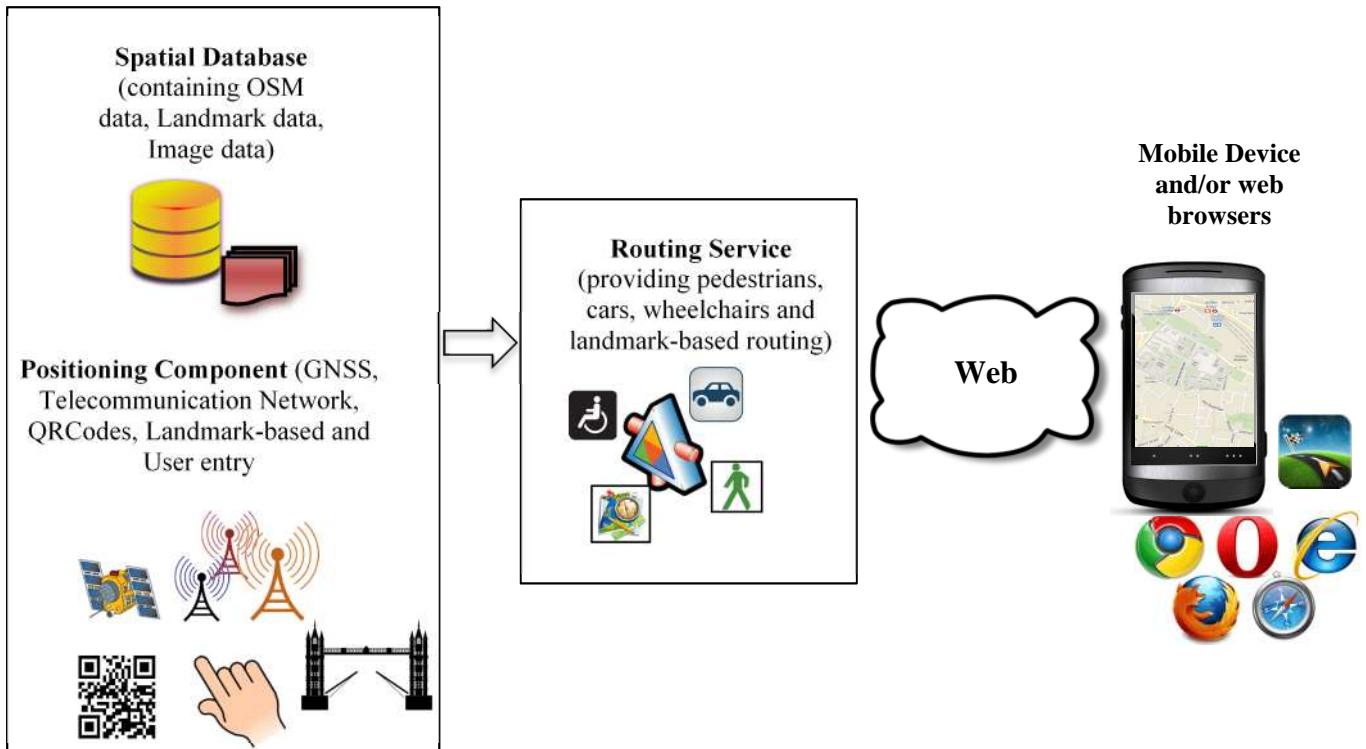 Spatial Database
(containing OSM
data, Landmark data,
Image data)
Positioning Component (GNSS,
Telecommunication Network,
QRCodes, Landmark-based and
User entry
Routing Service
(providing pedestrians,
cars, wheelchairs and
landmark-based routing)
Web
Mobile Device
and/or web
browsers